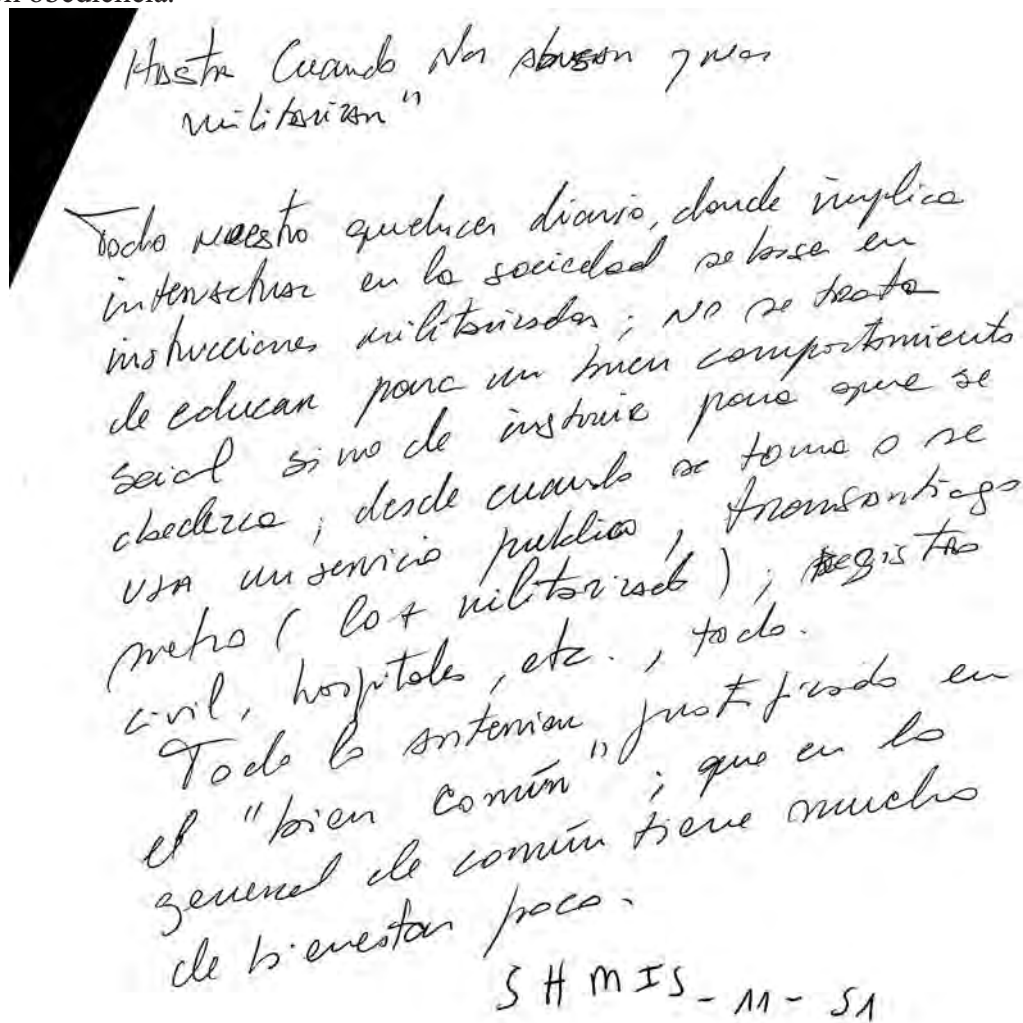 en obediencia.
Hasta Cuando Nos abusan y nos
militarizan"
Todo nuestro quehacer diario, donde implica
interactuar en la sociedad se basa en
instrucciones militarizadas; No se trata
de educar para un buen comportamiento
social sino de instruir para que se
obedezca, desde cuando se toma o se
usa un servicio publico, transantiago
metro (lo + militarizado), registro
civil, hospitales, etc., todo.
Todo lo anterior justificado en
el "bien común"; que en lo
general de común tiene mucho
de bienestar poco.
SHMIS-11-51